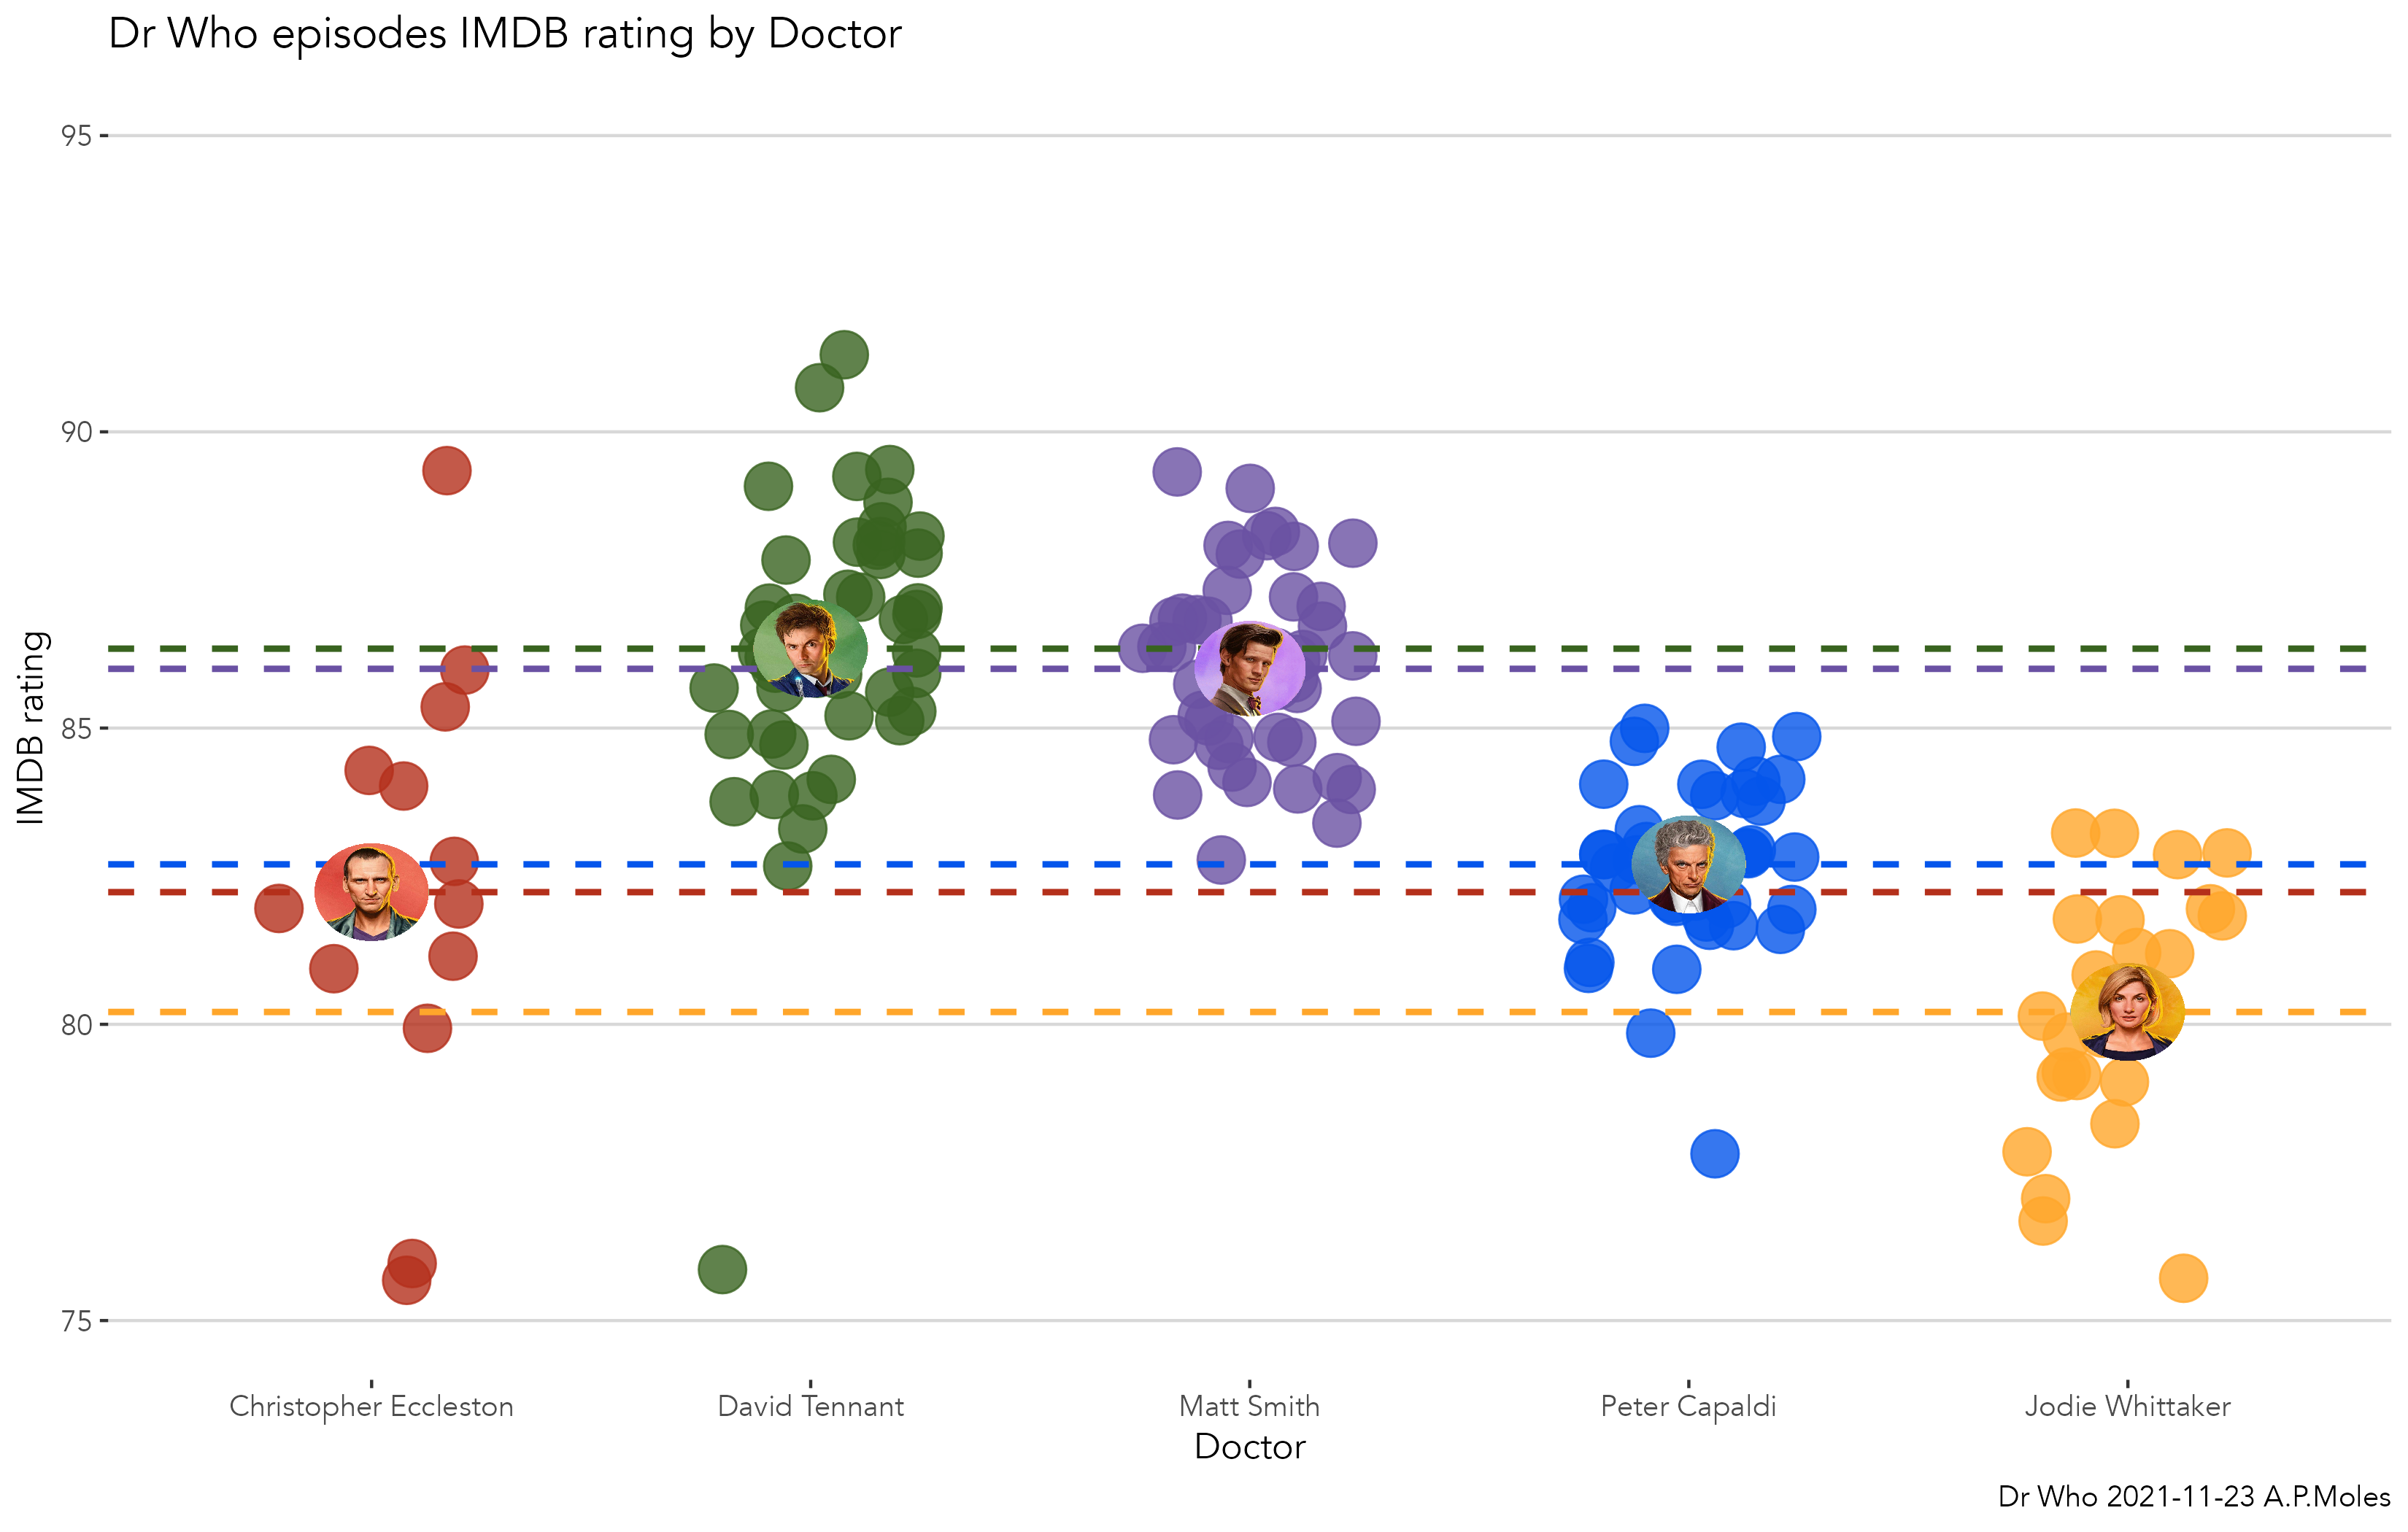 Dr Who episodes IMDB rating by Doctor
95
90
85
80
75
IMDB rating
Christopher Eccleston
David Tennant
Matt Smith
Peter Capaldi
Jodie Whittaker
Doctor
Dr Who 2021-11-23 A.P.Moles